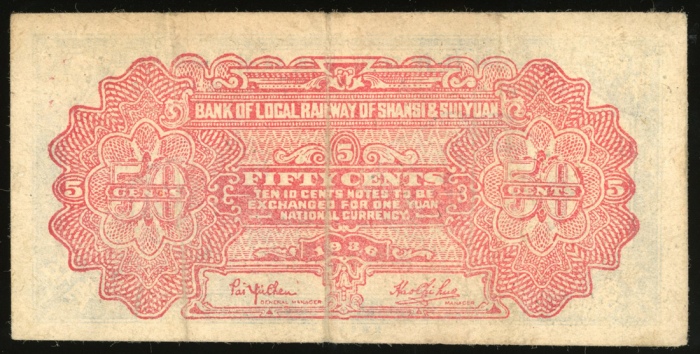 BANK OF LOCAL RAILWAY OF SHANSI & SUIYUAN
5
FIFTY CENTS
TEN 10 CENTS NOTES TO BE
EXCHANGED FOR ONE YUAN
NATIONAL CURRENCY
1936
50
CENTS
5
50
CENTS
5
GENERAL MANAGER
MANAGER